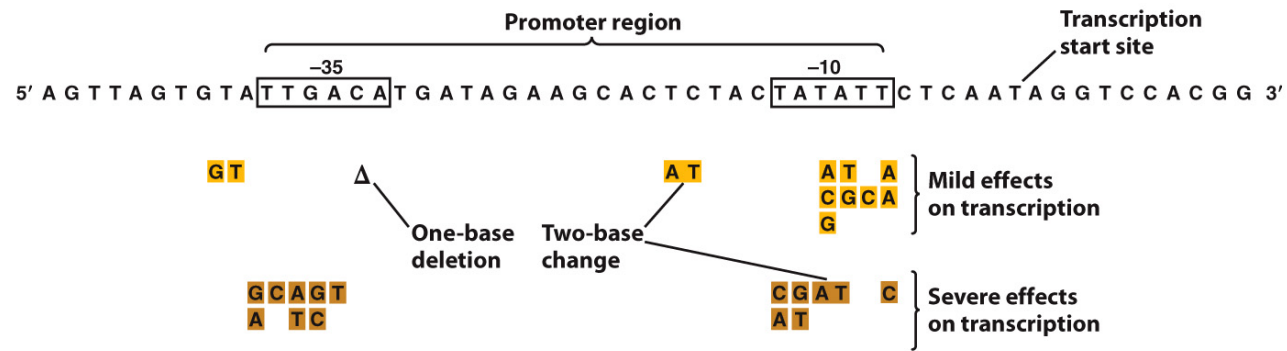 Promoter region
Transcription
start site
–35
–10
5′ A G T T A G T G T A T T G A C A T G A T A G A A G C A C T C T A C T A T A T T C T C A A T A G G T C C A C G G 3′
G T Δ A T A T A
C G C A
G
Mild effects
on transcription
One-base
deletion
Two-base
change
G C A G T C G A T C
A T C A T
Severe effects
on transcription